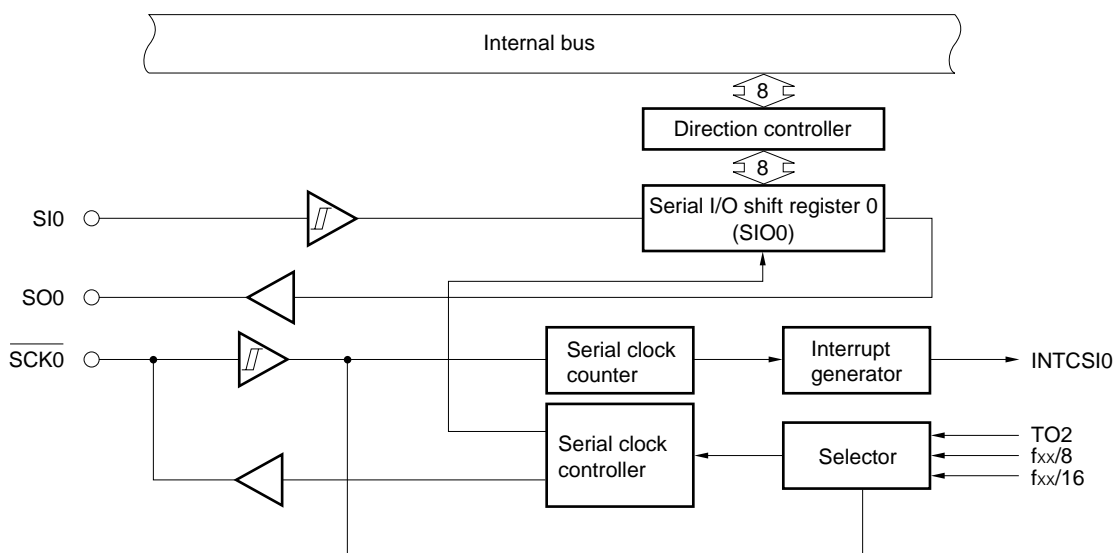 Internal bus
8
Direction controller
8
SI0
Serial I/O shift register 0
(SIO0)
SO0
SCK0
Serial clock
counter
Interrupt
generator
INTCSI0
Serial clock
controller
Selector
TO2
fxx/8
fxx/16